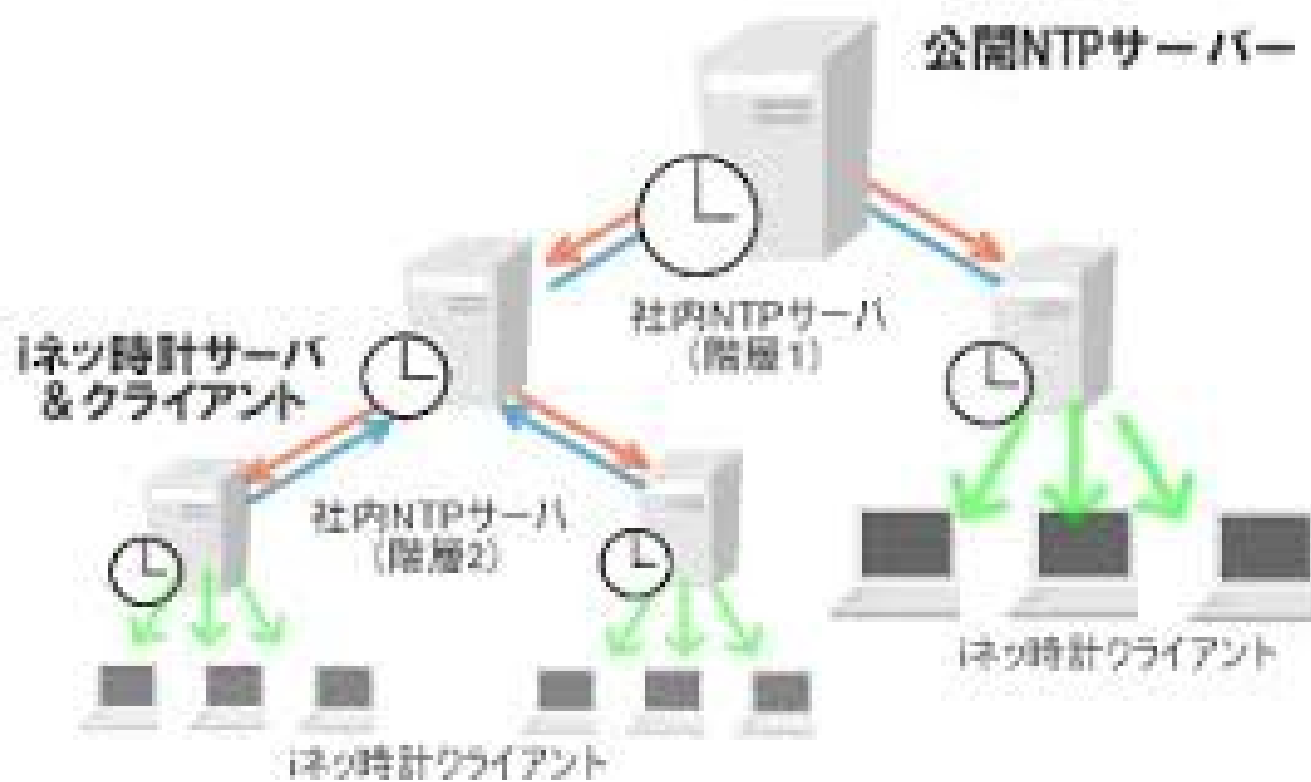 公開NTPサーバー
社内NTPサーバ
(階層1)
iネッ時計サーバ
&クライアント
社内NTPサーバ
(階層2)
iネッ時計クライアント
iネッ時計クライアント